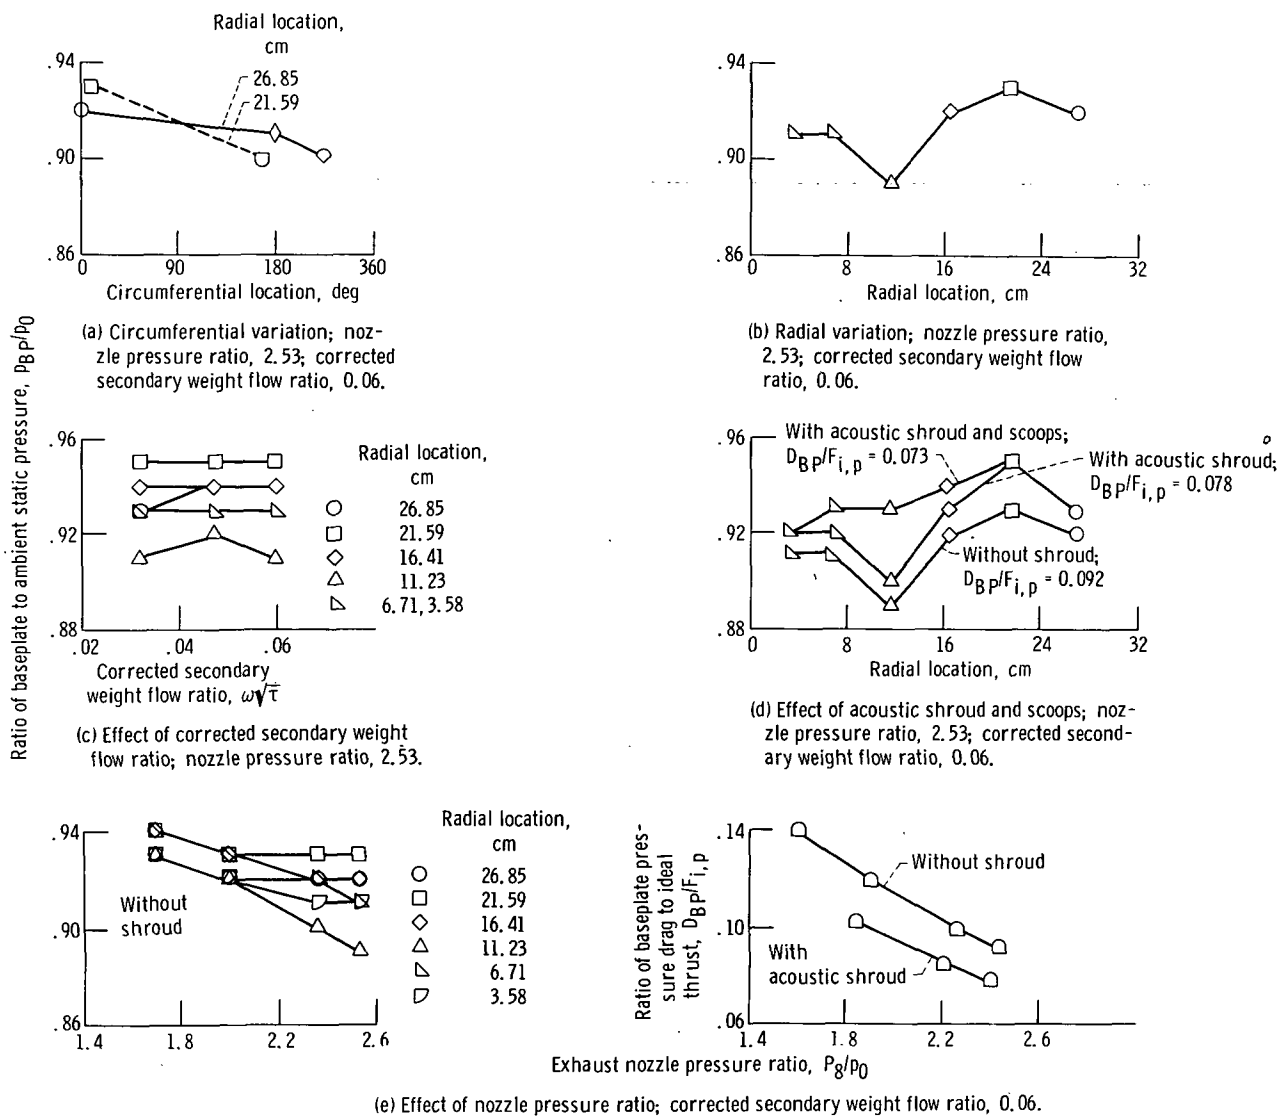 Ratio of baseplate to ambient static pressure, pBP/p0
Radial location,
cm
26.85
21.59
.94
.90
.86
0 90 180 360
Circumferential location, deg
(a) Circumferential variation; noz-
zle pressure ratio, 2.53; corrected
secondary weight flow ratio, 0.06.
.94
.90
.86
0 8 16 24 32
Radial location, cm
(b) Radial variation; nozzle pressure ratio,
2.53; corrected secondary weight flow
ratio, 0.06.
.96
.92
.88
.02 .04 .06
Corrected secondary
weight flow ratio, ω√τ
Radial location,
cm
26.85
21.59
16.41
11.23
6.71, 3.58
(c) Effect of corrected secondary weight
flow ratio; nozzle pressure ratio, 2.53.
.96
.92
.88
With acoustic shroud and scoops;
DBP/Fi,p = 0.073
With acoustic shroud;
DBP/Fi,p = 0.078
Without shroud;
DBP/Fi,p = 0.092
0 8 16 24 32
Radial location, cm
(d) Effect of acoustic shroud and scoops; noz-
zle pressure ratio, 2.53; corrected second-
ary weight flow ratio, 0.06.
.94
.90
.86
Without
shroud
1.4 1.8 2.2 2.6
Radial location,
cm
26.85
21.59
16.41
11.23
6.71
3.58
Ratio of baseplate pres-
sure drag to ideal
thrust, DBP/Fi,p
.14
.10
.06
Without shroud
With
acoustic shroud
1.4 1.8 2.2 2.6
Exhaust nozzle pressure ratio, P8/p0
(e) Effect of nozzle pressure ratio; corrected secondary weight flow ratio, 0.06.